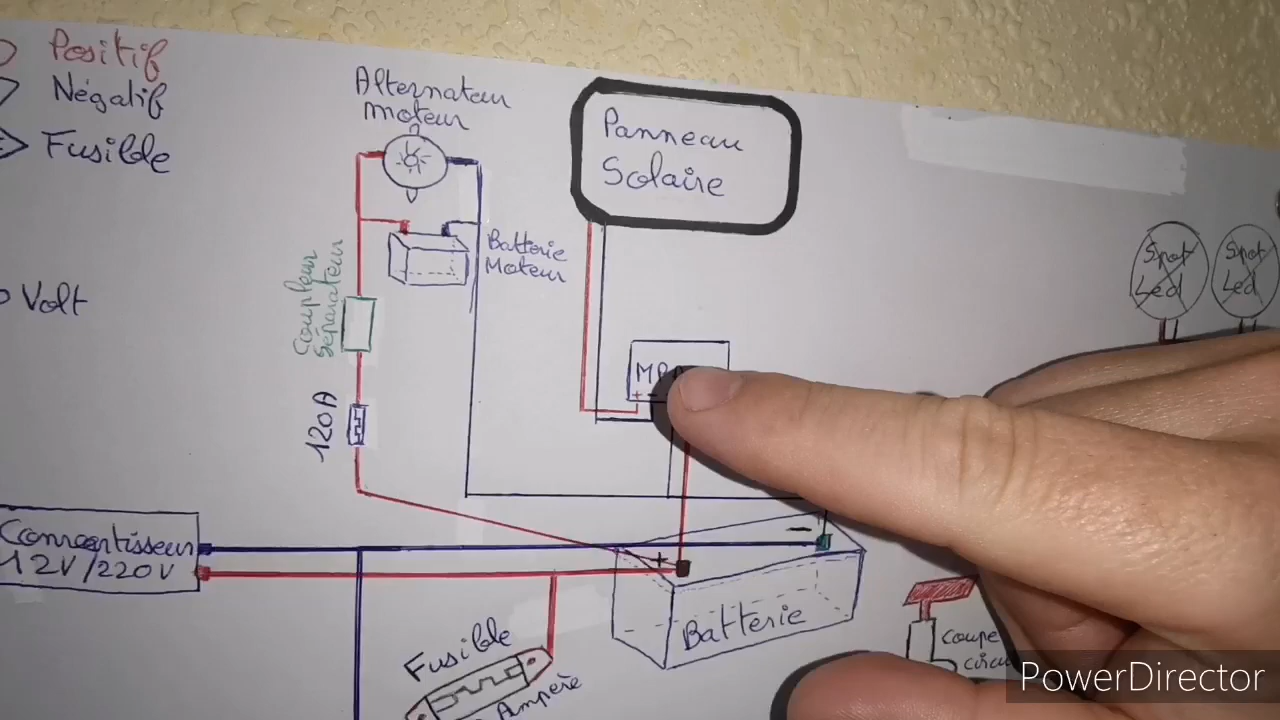 Positif
Négatif
Fusible
Volt
Alternateur
moteur
Batterie
Moteur
Coupleur
Séparateur
120A
Panneau
Solaire
+ -
Spot
Led
Spot
Led
Convertisseur
12V/220V
+
-
Batterie
Fusible
Ampère
Coupe
PowerDirector